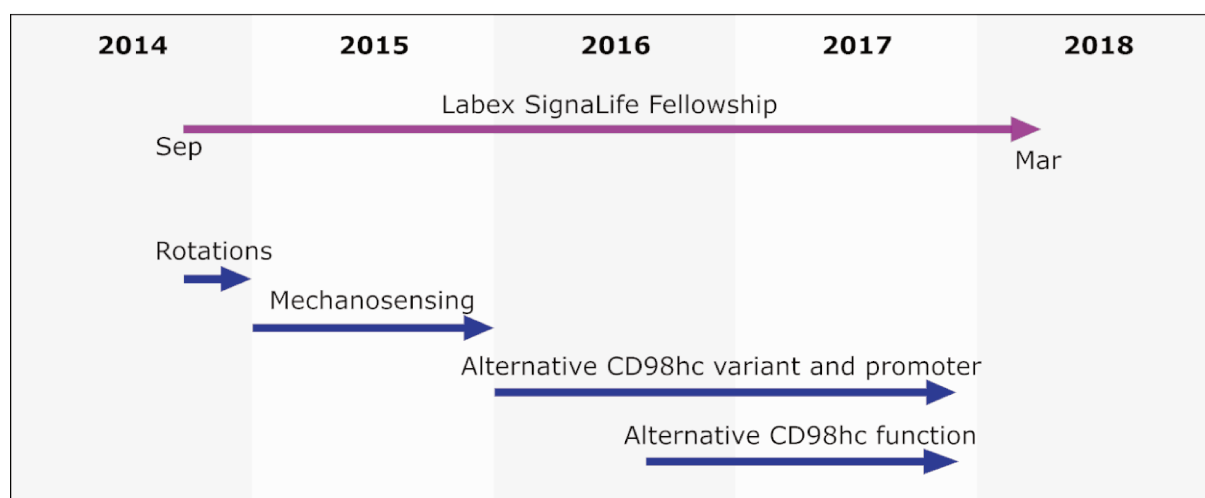 2014 2015 2016 2017 2018
Labex SignaLife Fellowship
Sep
Mar
Rotations
Mechanosensing
Alternative CD98hc variant and promoter
Alternative CD98hc function